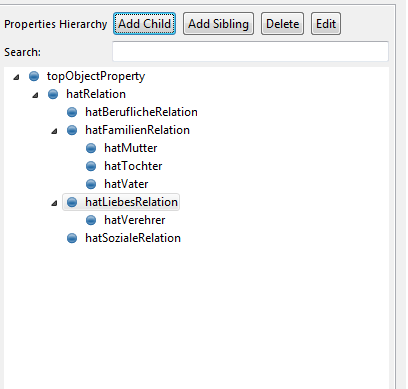 Properties Hierarchy Add Child Add Sibling Delete Edit
Search:
topObjectProperty
hatRelation
hatBeruflicheRelation
hatFamilienRelation
hatMutter
hatTochter
hatVater
hatLiebesRelation
hatVerehrer
hatSozialeRelation